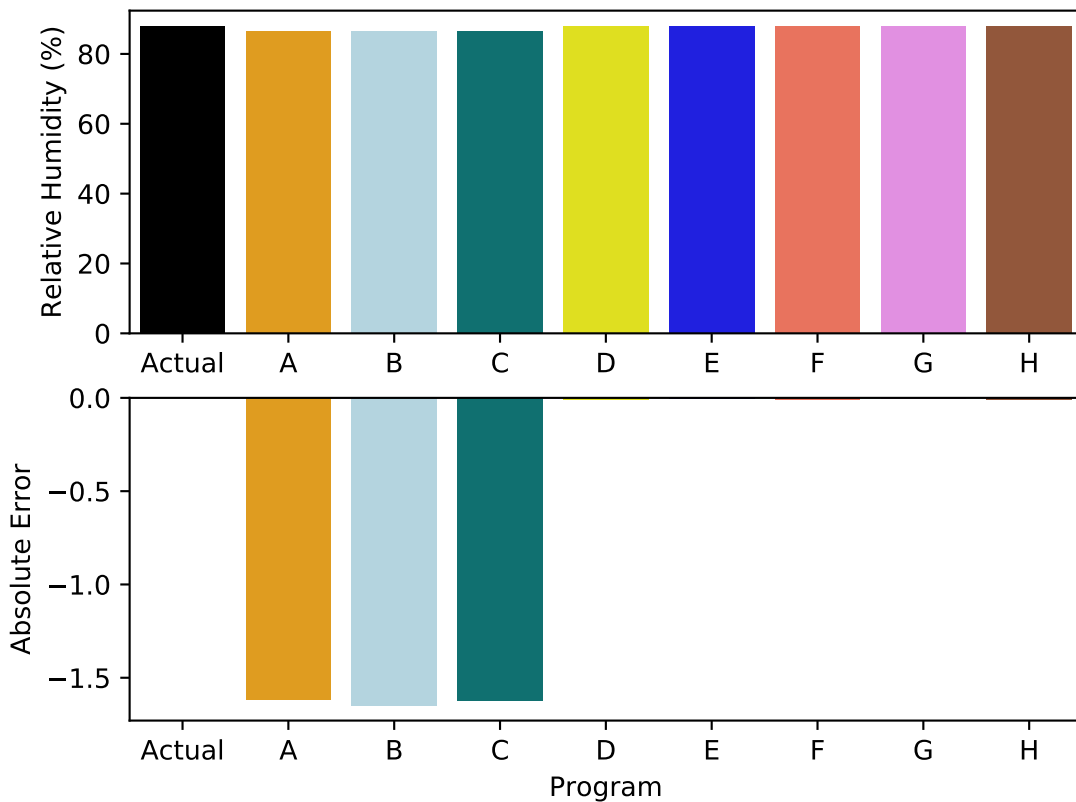 Relative Humidity (%)
80
60
40
20
0
Actual A B C D E F G H
Absolute Error
0.0
−0.5
−1.0
−1.5
Actual A B C D E F G H
Program